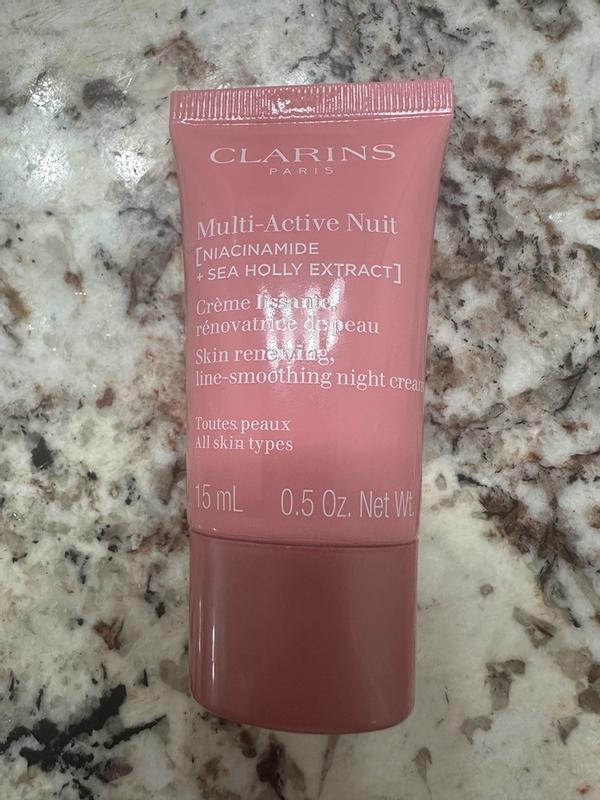 CLARINS
PARIS
Multi-Active Nuit
[NIACINAMIDE
+ SEA HOLLY EXTRACT]
Crème lissante,
rénovatrice de peau
Skin renewing,
line-smoothing night cream
Toutes peaux
All skin types
15 mL 0.5 Oz. Net Wt.